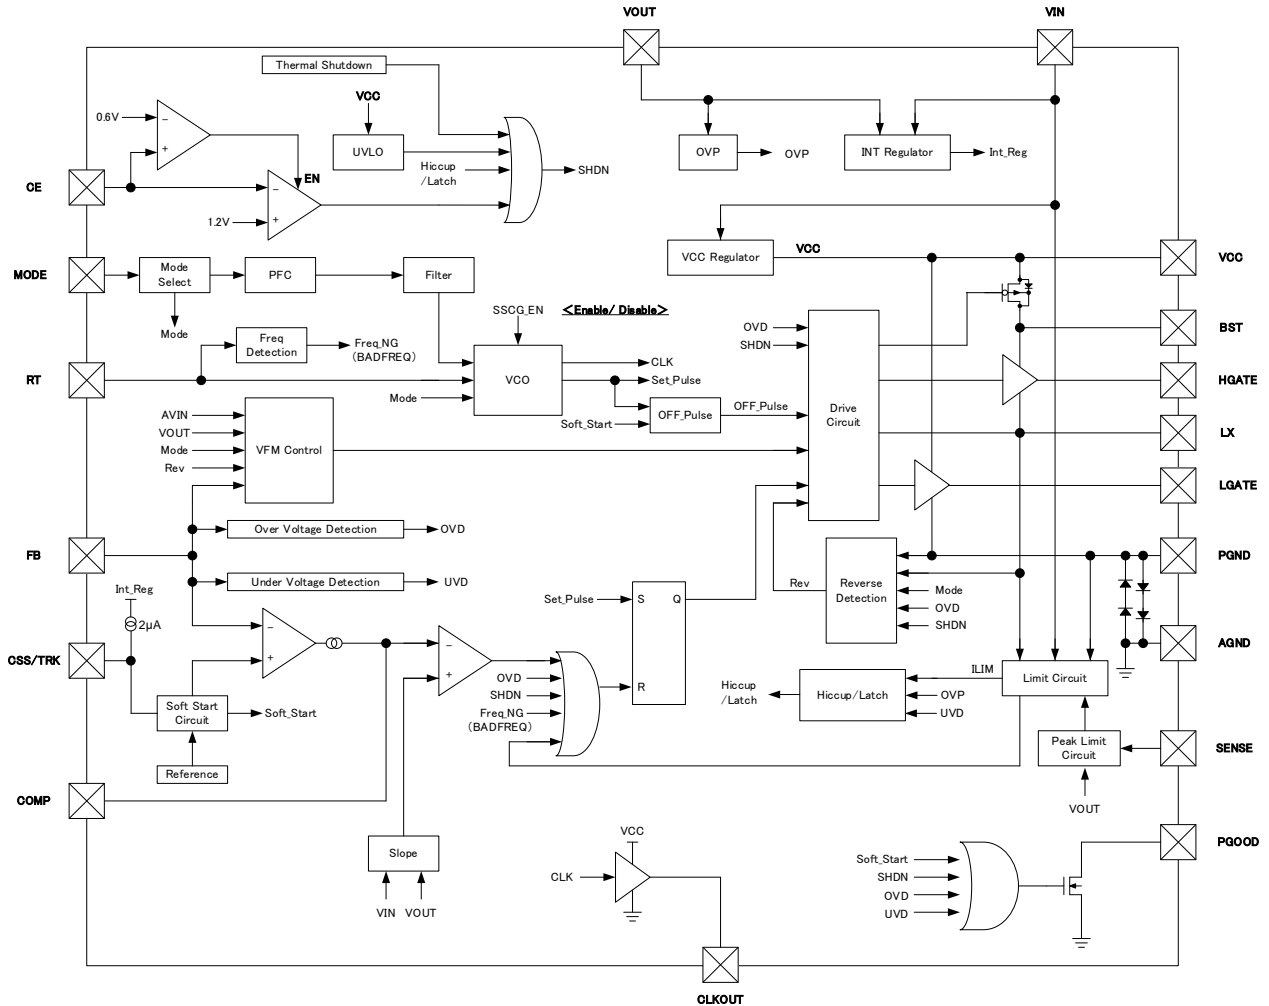 VOUT
VIN
Thermal Shutdown
VCC
0.6V
−
+
UVLO
Hiccup
/Latch
SHDN
OVP
OVP
INT Regulator
Int_Reg
CE
EN
−
+
1.2V
VCC Regulator
VCC
VCC
MODE
Mode
Select
PFC
Filter
Mode
SSCG_EN
<Enable/ Disable>
Freq
Detection
Freq_NG
(BADFREQ)
OVD
SHDN
BST
RT
VCO
CLK
Set_Pulse
Mode
HGATE
AVIN
VOUT
Mode
Rev
VFM Control
Soft_Start
OFF_Pulse
OFF_Pulse
Drive
Circuit
LX
LGATE
Over Voltage Detection
OVD
FB
PGND
Under Voltage Detection
UVD
Int_Reg
2μA
Set_Pulse
S
Q
R
Rev
Reverse
Detection
Mode
OVD
SHDN
−
+
−
+
AGND
CSS/TRK
OVD
SHDN
Freq_NG
(BADFREQ)
Soft Start
Circuit
Soft_Start
Reference
Hiccup
/Latch
Hiccup/Latch
ILIM
OVP
UVD
Limit Circuit
Peak Limit
Circuit
SENSE
VOUT
COMP
Slope
VIN
VOUT
VCC
CLK
Soft_Start
SHDN
OVD
UVD
PGOOD
CLKOUT